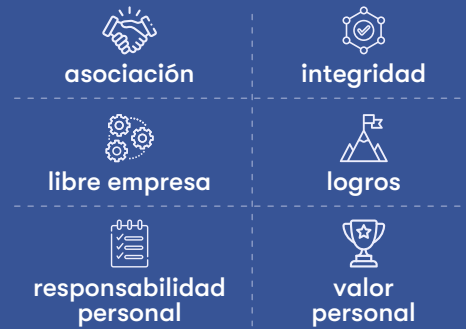 asociación
integridad
libre empresa
logros
responsabilidad
personal
valor
personal